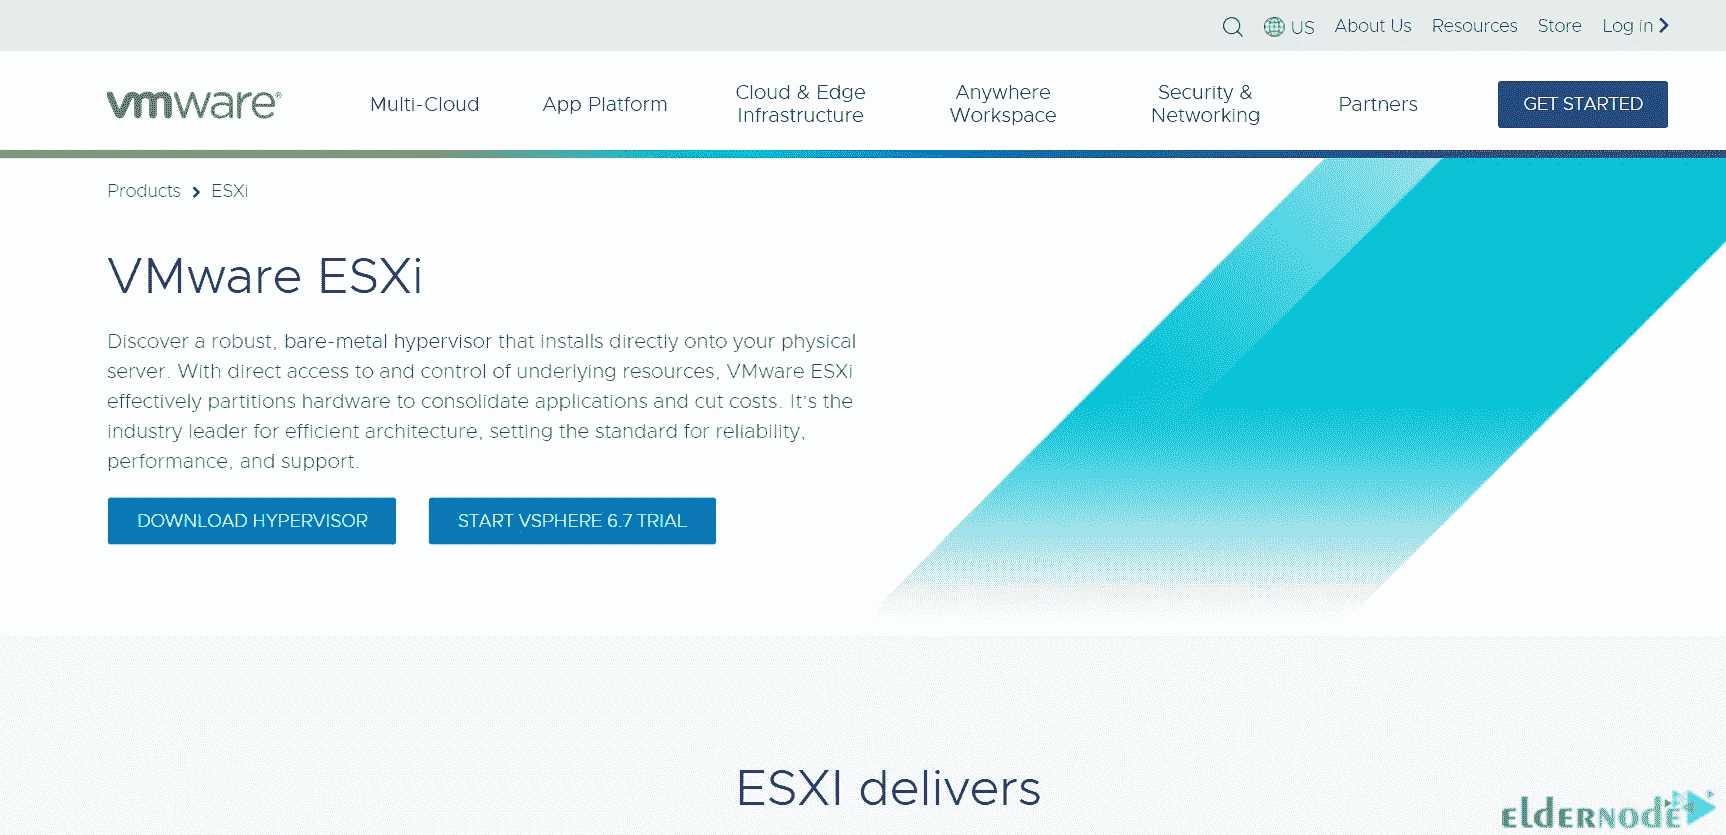 US About Us Resources Store Log in
vmware®
Multi-Cloud
App Platform
Cloud & Edge
Infrastructure
Anywhere
Workspace
Security &
Networking
Partners
GET STARTED
Products > ESXi
VMware ESXi
Discover a robust, bare-metal hypervisor that installs directly onto your physical
server. With direct access to and control of underlying resources, VMware ESXi
effectively partitions hardware to consolidate applications and cut costs. It’s the
industry leader for efficient architecture, setting the standard for reliability,
performance, and support.
DOWNLOAD HYPERVISOR
START VSPHERE 6.7 TRIAL
ESXI delivers
eldernode